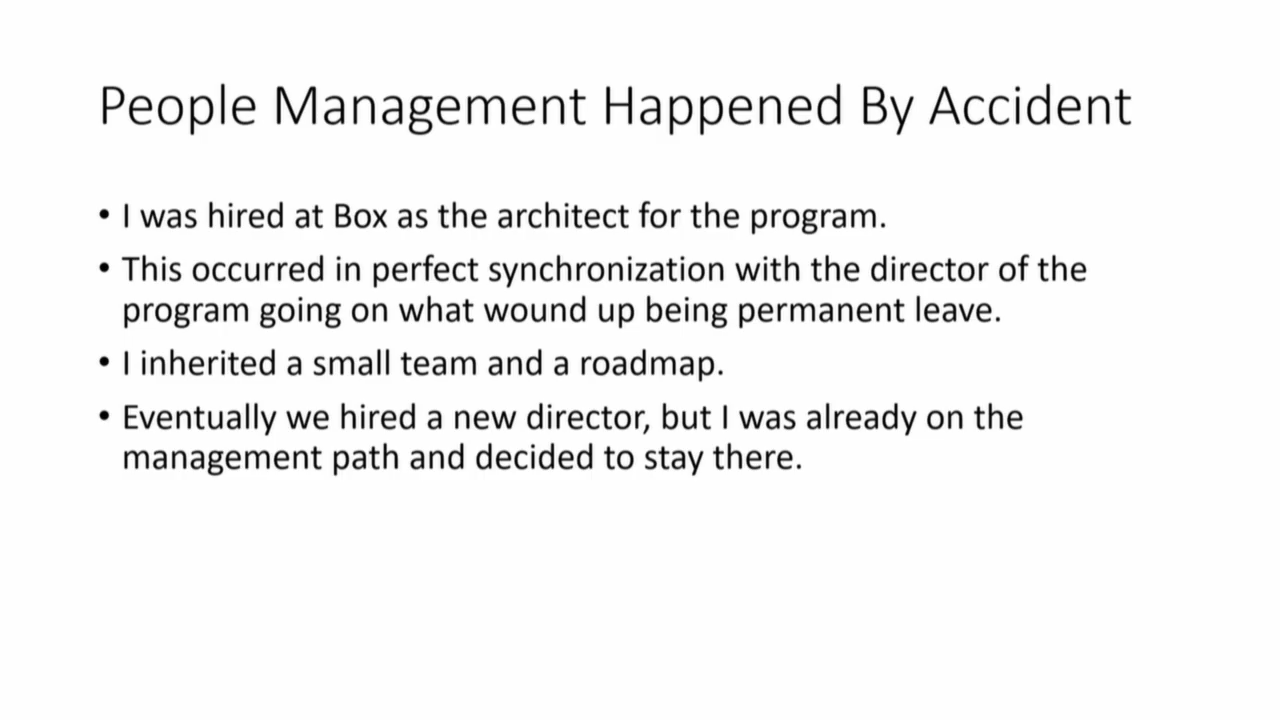 People Management Happened By Accident
• I was hired at Box as the architect for the program.
• This occurred in perfect synchronization with the director of the
program going on what wound up being permanent leave.
• I inherited a small team and a roadmap.
• Eventually we hired a new director, but I was already on the
management path and decided to stay there.